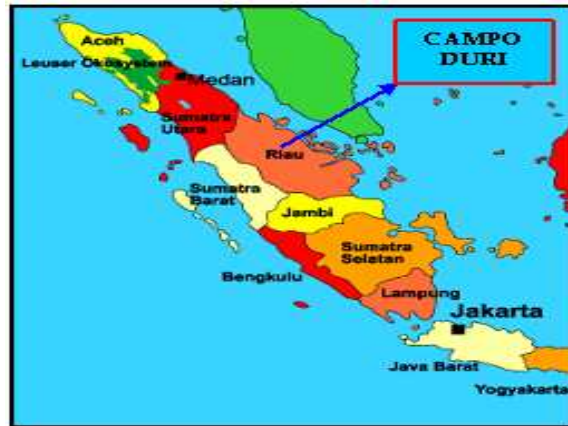 CAMPO
DURI
Aceh
Leuser Ökosystem
Medan
Sumatra
Utara
Riau
Sumatra
Barat
Jambi
Sumatra
Selatan
Bengkulu
Lampung
Jakarta
Java Barat
Yogyakarta